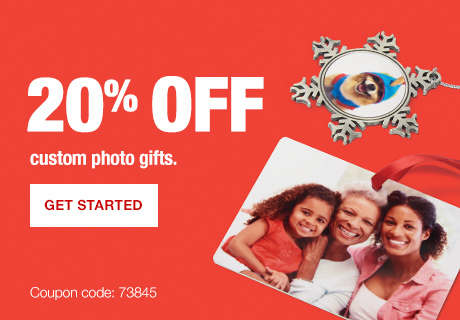 20% OFF
custom photo gifts.
GET STARTED
Coupon code: 73845